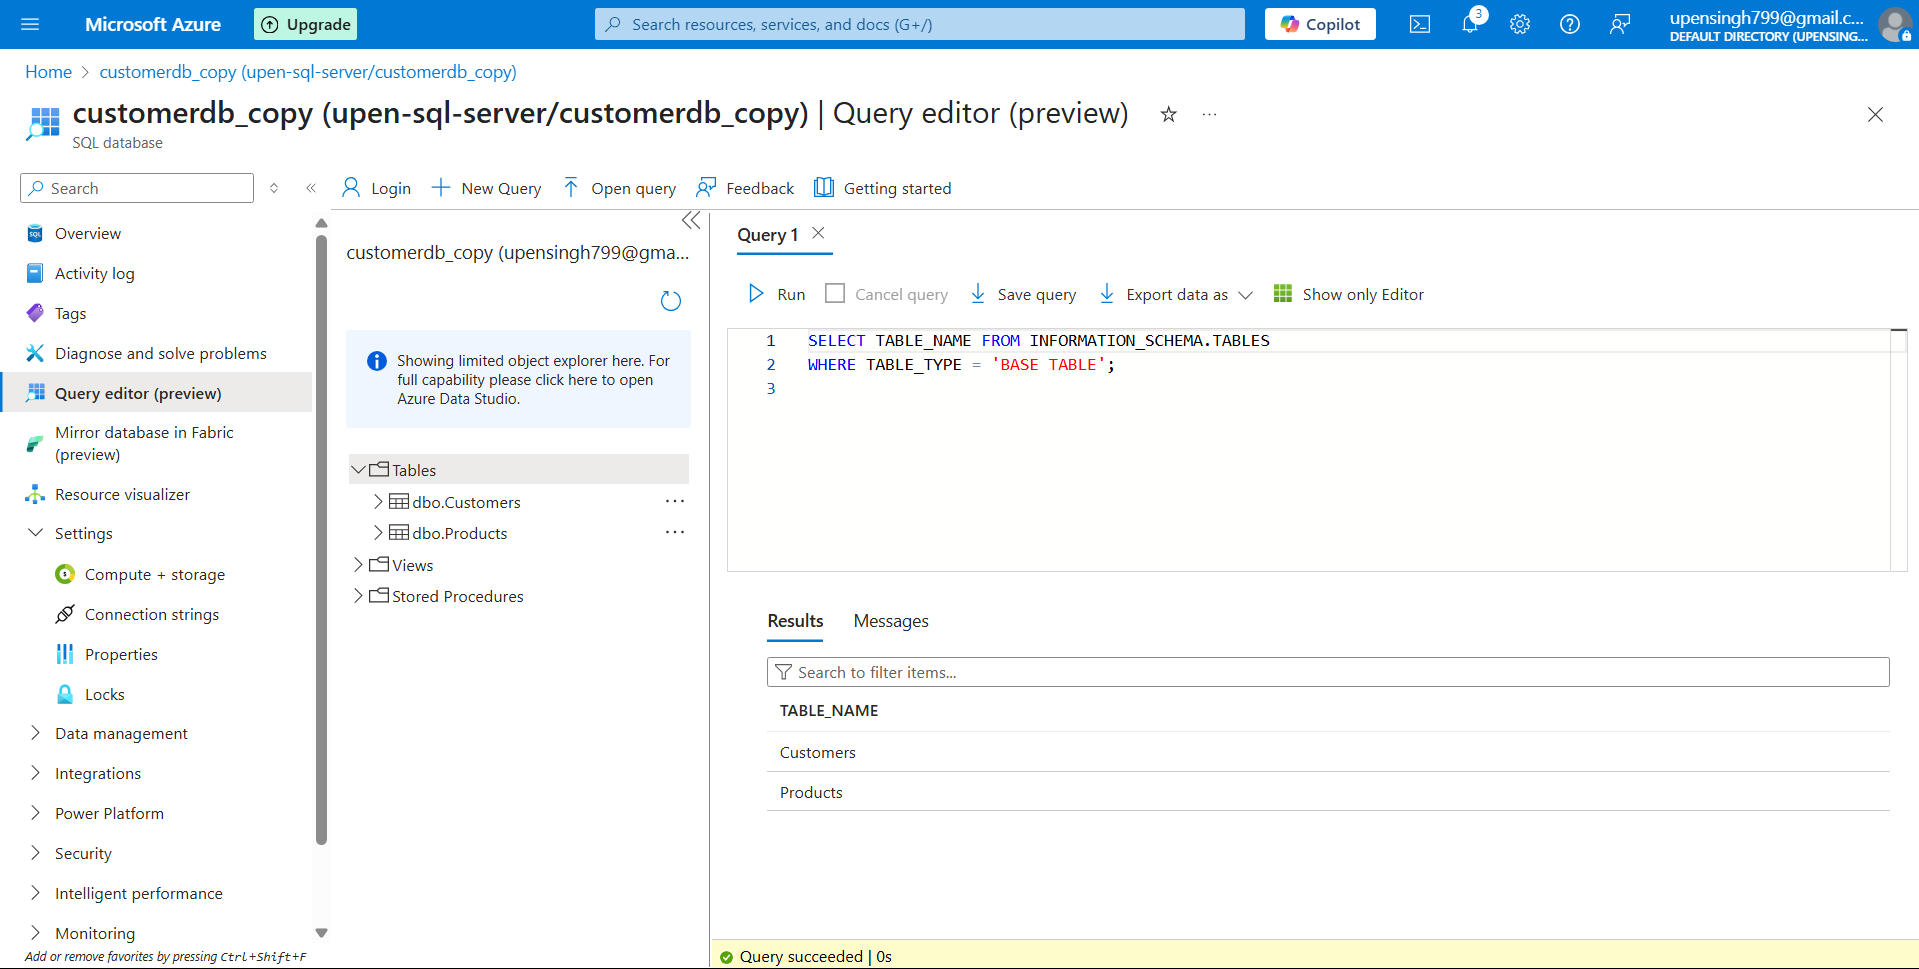 Microsoft Azure
Upgrade
Search resources, services, and docs (G+/)
Copilot
3
upensingh799@gmail.c...
DEFAULT DIRECTORY (UPENSING...
Home > customerdb_copy (upen-sql-server/customerdb_copy)
customerdb_copy (upen-sql-server/customerdb_copy) | Query editor (preview)
...
SQL database
Search
Login
New Query
Open query
Feedback
Getting started
Overview
Activity log
Tags
Diagnose and solve problems
Query editor (preview)
Mirror database in Fabric
(preview)
Resource visualizer
Settings
Compute + storage
Connection strings
Properties
Locks
Data management
Integrations
Power Platform
Security
Intelligent performance
Monitoring
Add or remove favorites by pressing Ctrl+Shift+F
customerdb_copy (upensingh799@gma...
Showing limited object explorer here. For
full capability please click here to open
Azure Data Studio.
Tables
dbo.Customers
dbo.Products
Views
Stored Procedures
Query 1
Run
Cancel query
Save query
Export data as
Show only Editor
1 SELECT TABLE_NAME FROM INFORMATION_SCHEMA.TABLES
2 WHERE TABLE_TYPE = 'BASE TABLE';
3
Results
Messages
Search to filter items...
TABLE_NAME
Customers
Products
Query succeeded | 0s